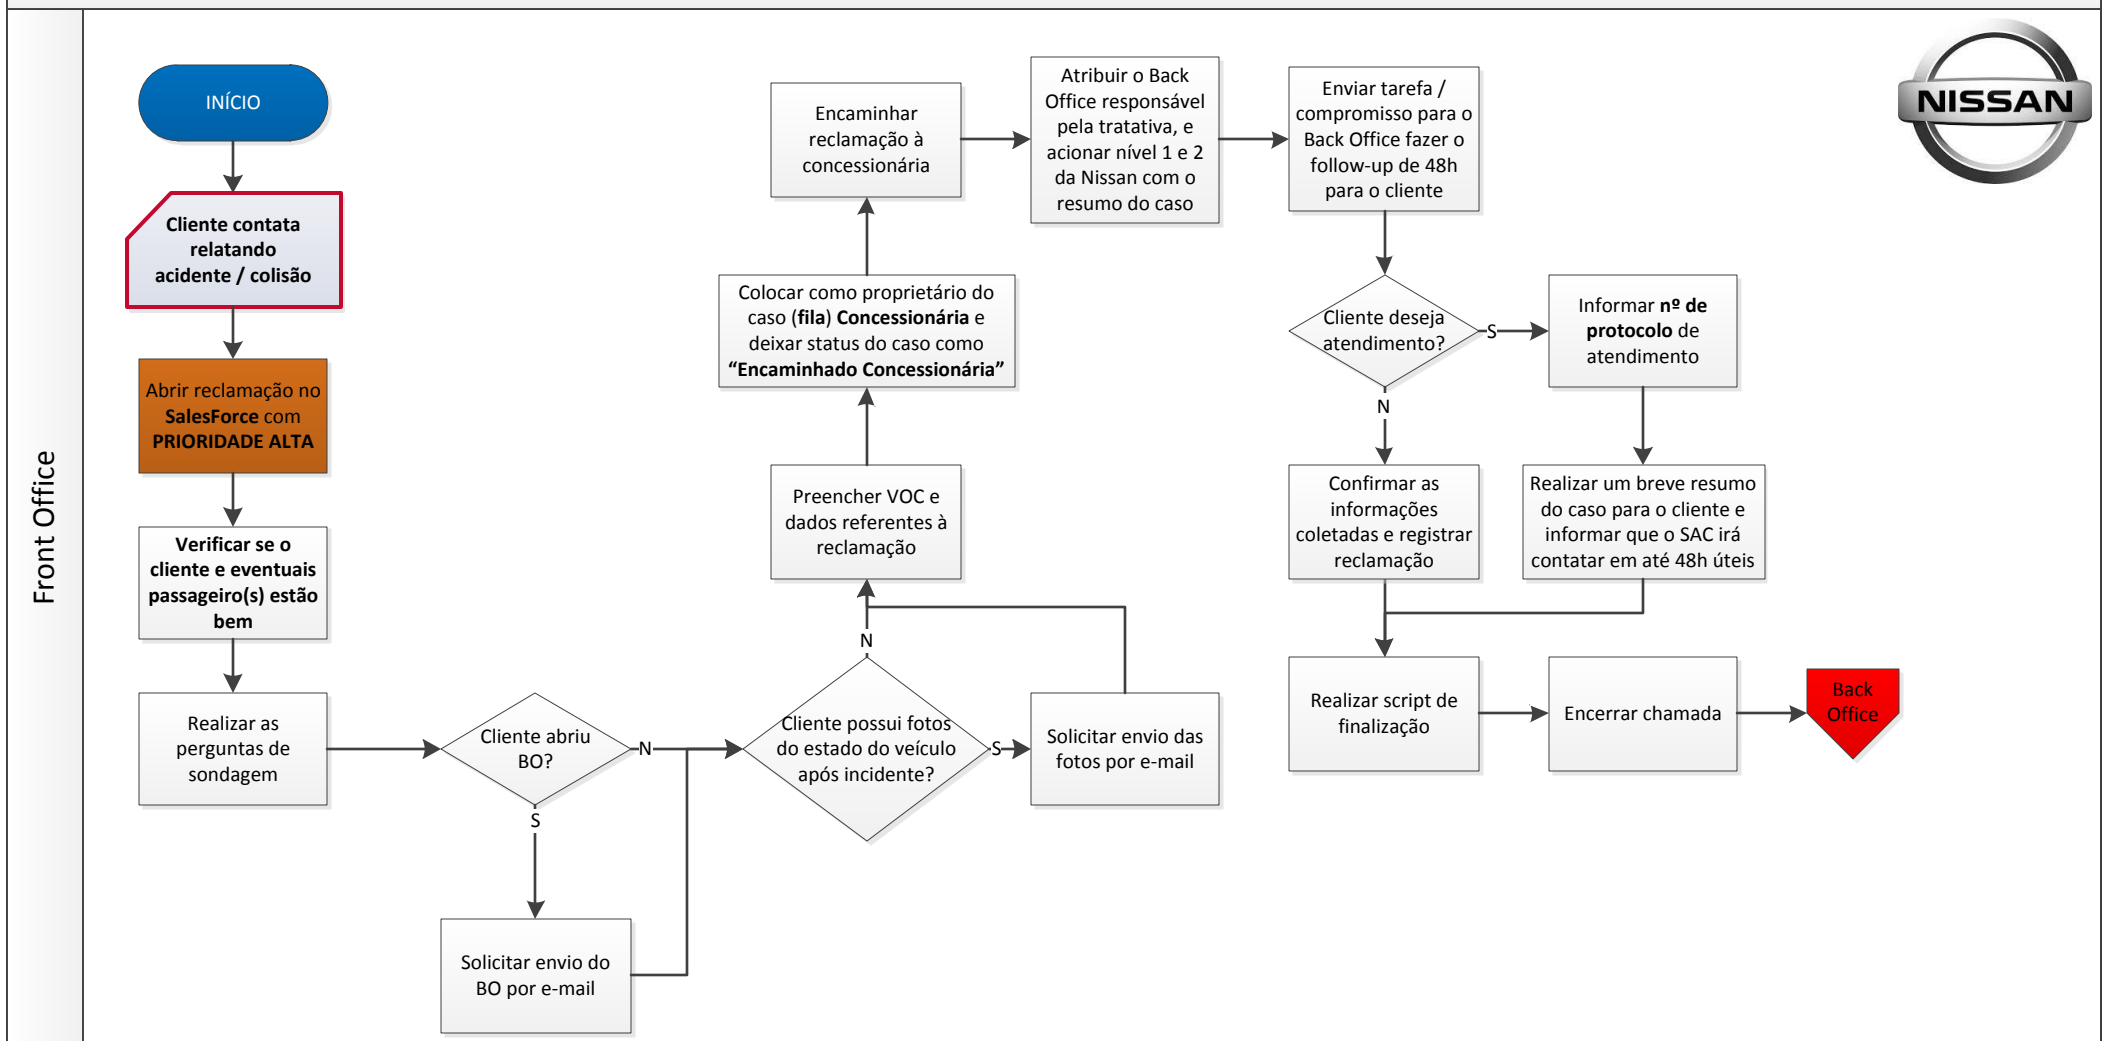 Front Office
INÍCIO
Cliente contata
relatando
acidente / colisão
Abrir reclamação no
SalesForce com
PRIORIDADE ALTA
Verificar se o
cliente e eventuais
passageiro(s) estão
bem
Realizar as
perguntas de
sondagem
Cliente abriu
BO?
N
S
Solicitar envio do
BO por e-mail
Cliente possui fotos
do estado do veículo
após incidente?
N
S
Solicitar envio das
fotos por e-mail
Preencher VOC e
dados referentes à
reclamação
Colocar como proprietário do
caso (fila) Concessionária e
deixar status do caso como
“Encaminhado Concessionária”
Encaminhar
reclamação à
concessionária
Atribuir o Back
Office responsável
pela tratativa, e
acionar nível 1 e 2
da Nissan com o
resumo do caso
Enviar tarefa /
compromisso para o
Back Office fazer o
follow-up de 48h
para o cliente
Cliente deseja
atendimento?
S
N
Informar nº de
protocolo de
atendimento
Realizar um breve resumo
do caso para o cliente e
informar que o SAC irá
contatar em até 48h úteis
Confirmar as
informações
coletadas e registrar
reclamação
Realizar script de
finalização
Encerrar chamada
Back
Office
NISSAN